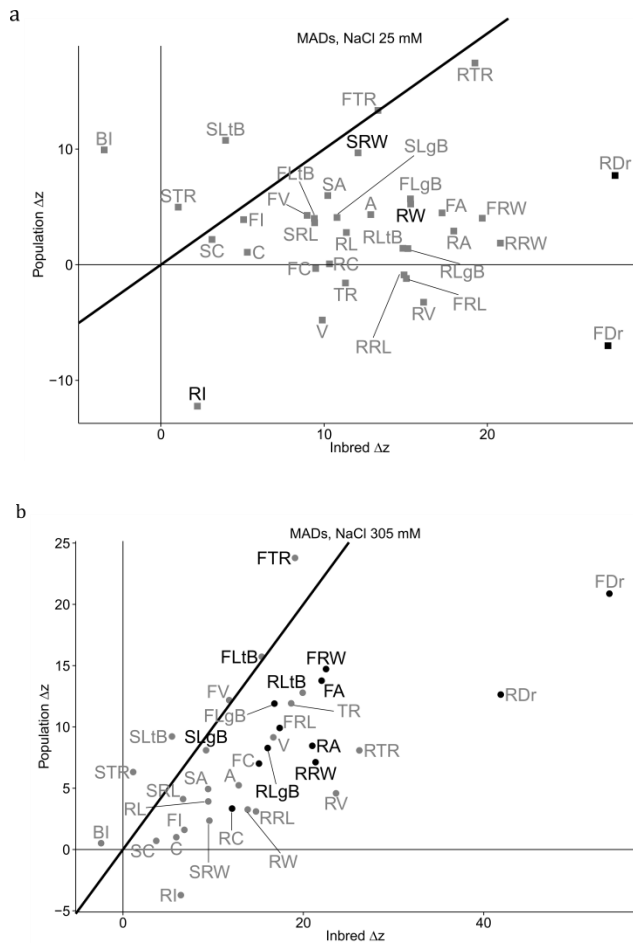 a
MADs, NaCl 25 mM
RTR
FTR
SLtB
BI
SRW
SLgB
FLtB
RDr
SA
FLgB
STR
FV
A
RW
FA
FRW
FI
SRL
RL
RLtB
RA
RRW
SC
C
FC
RC
RLgB
TR
FRL
RV
RRL
V
FDr
RI
10
0
−10
0
10
20
Population Δz
Inbred Δz
b
MADs, NaCl 305 mM
25
FTR
FDr
20
FLtB
FRW
15
RLtB
FA
FV
RDr
FLgB
TR
SLtB
SLgB
FRL
10
V
RA
RTR
STR
FC
RRW
SA
A
RLgB
SRL
RV
5
RL
FI
RRL
BI
RC
RW
SC
C
SRW
0
RI
−5
0
20
40
Population Δz
Inbred Δz